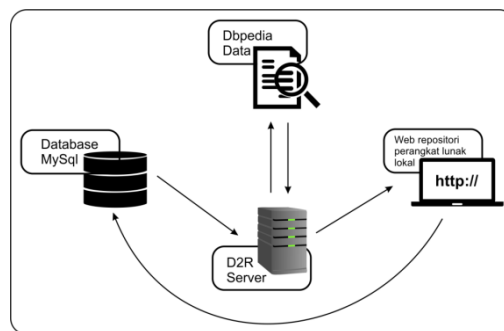 Dbpedia
Data
Database
MySql
Web repositori
perangkat lunak
lokal
http://
D2R
Server